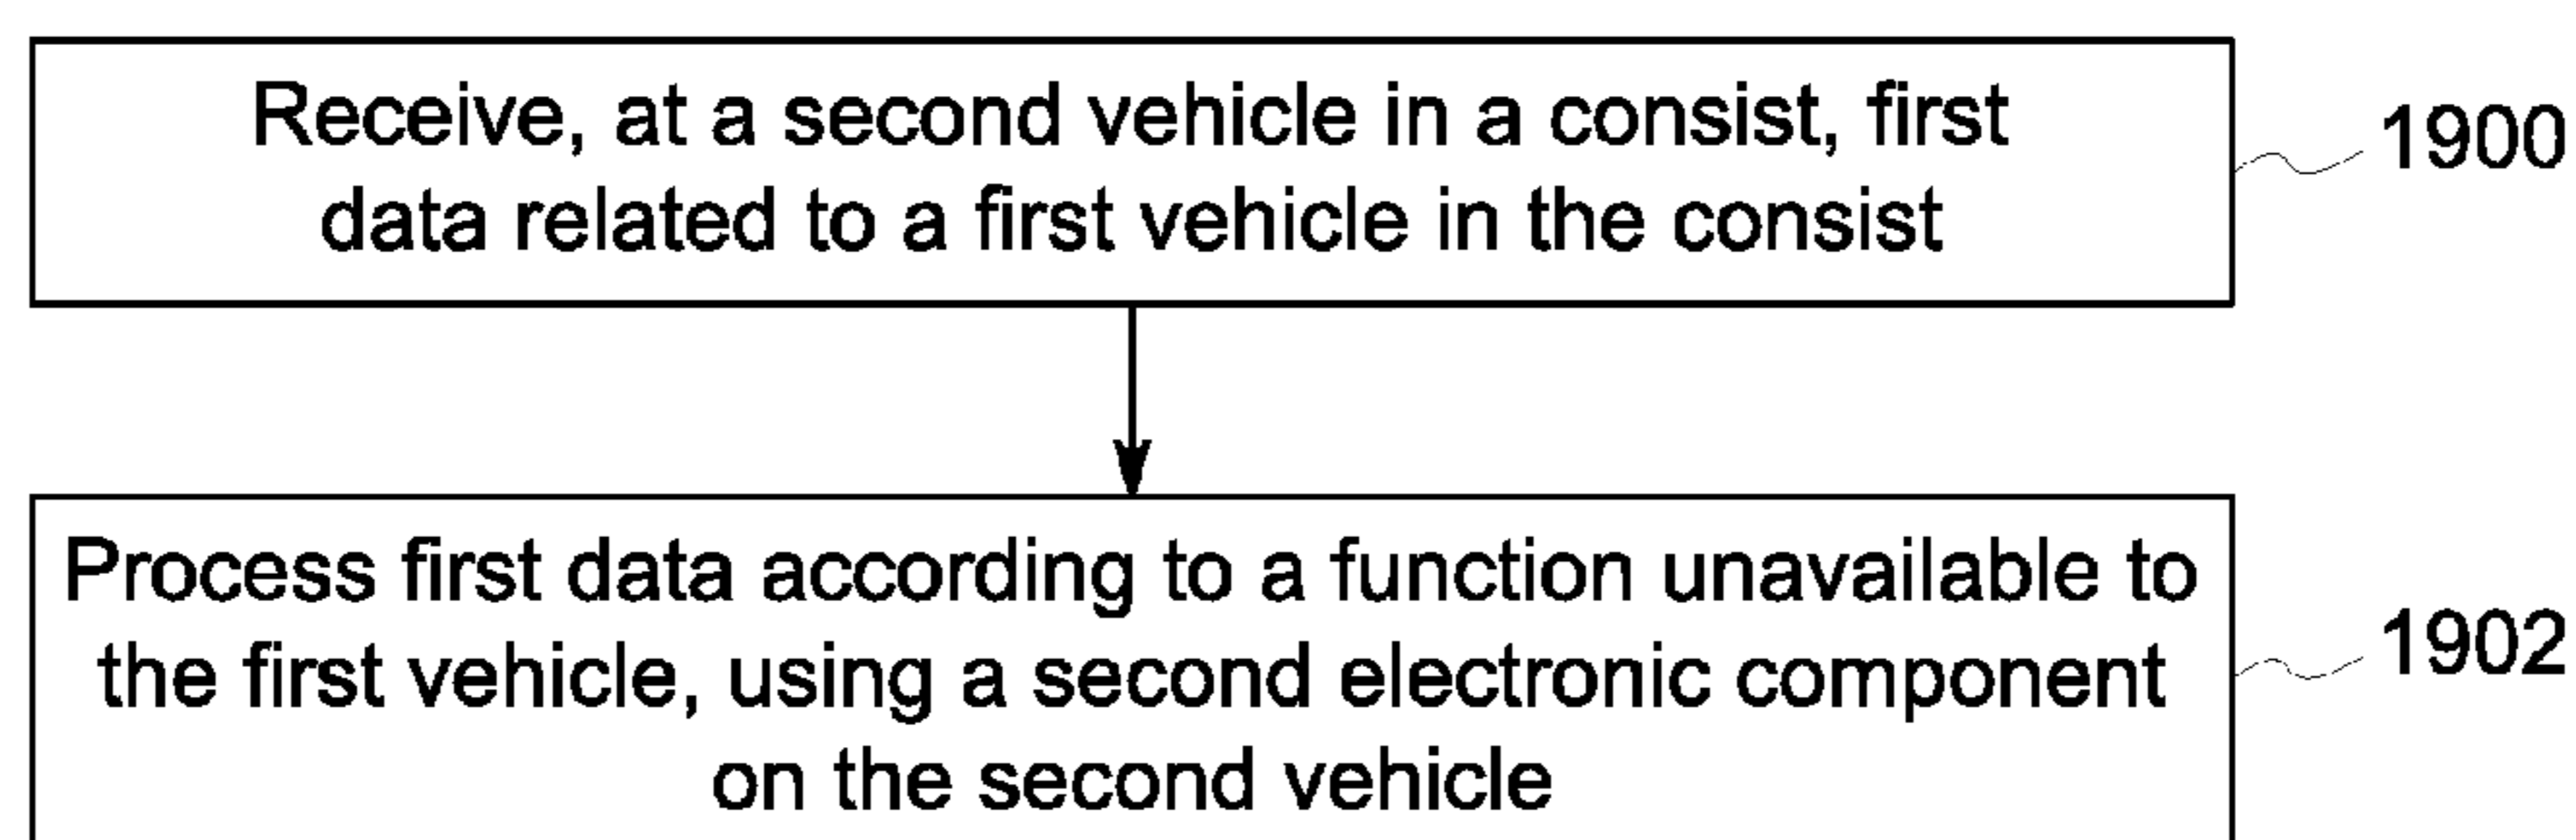 Receive, at a second vehicle in a consist, first
data related to a first vehicle in the consist
1900
Process first data according to a function unavailable to
the first vehicle, using a second electronic component
on the second vehicle
1902